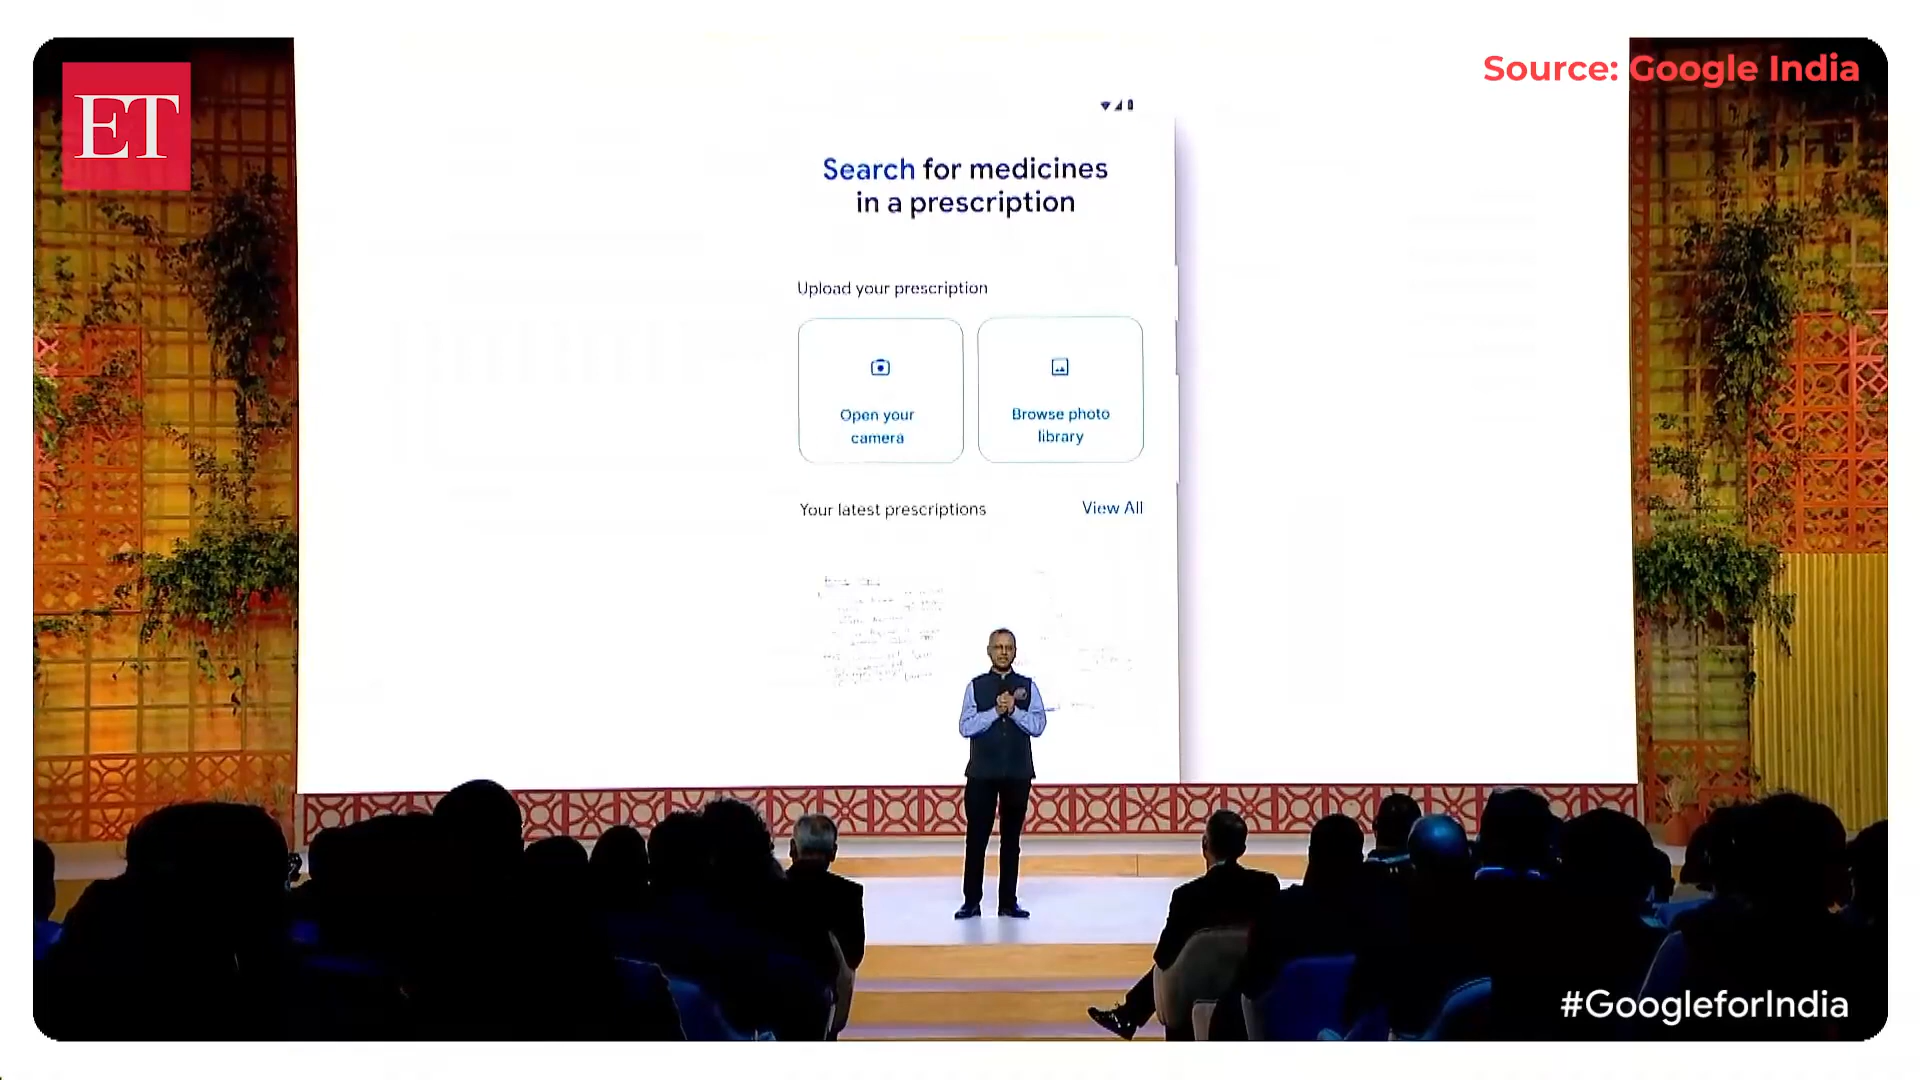 ET
Source: Google India
Search for medicines
in a prescription
Upload your prescription
Open your
camera
Browse photo
library
Your latest prescriptions
View All
#GoogleforIndia